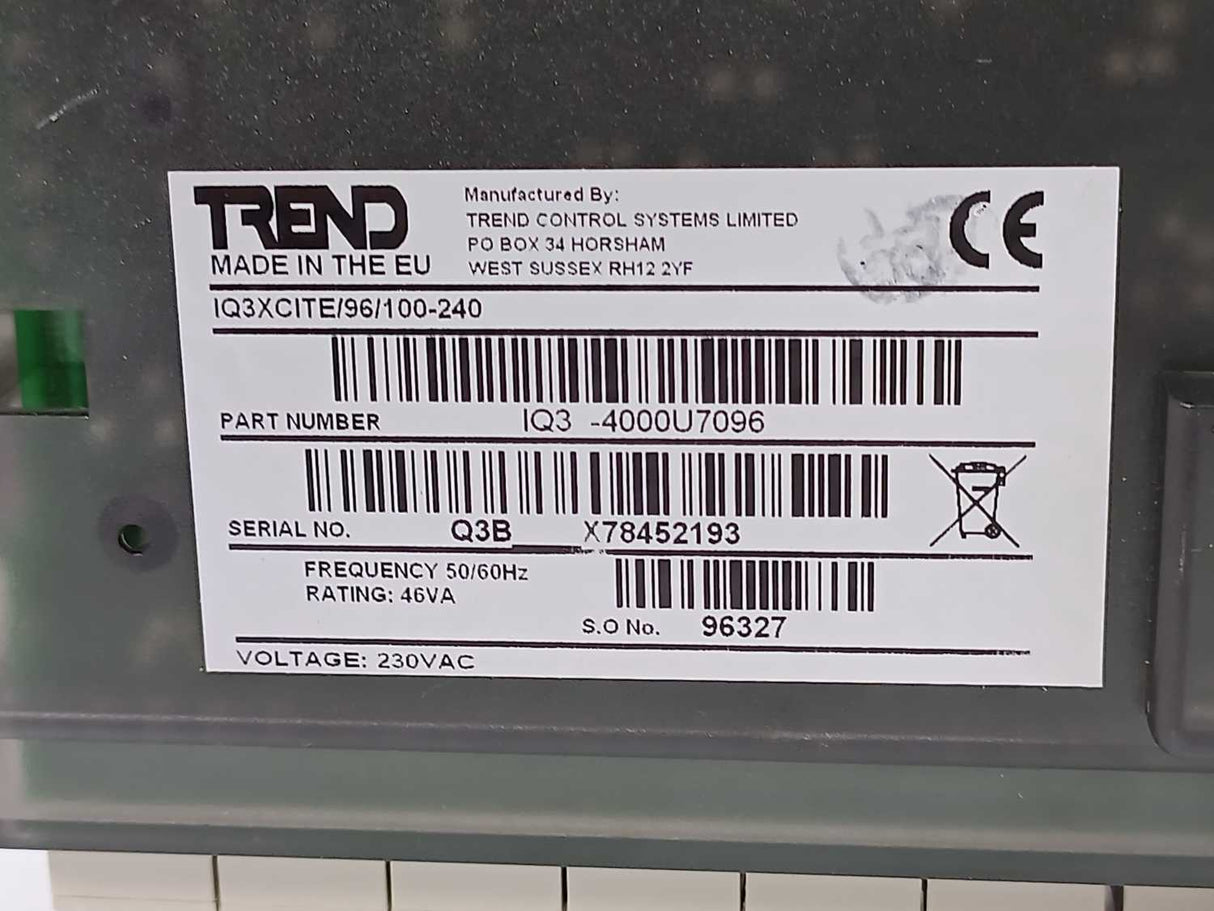 TREND
MADE IN THE EU
Manufactured By:
TREND CONTROL SYSTEMS LIMITED
PO BOX 34 HORSHAM
WEST SUSSEX RH12 2YF
CE
IQ3XCITE/96/100-240
PART NUMBER IQ3 -4000U7096
SERIAL NO. Q3B____X78452193
FREQUENCY 50/60Hz
RATING: 46VA
S.O No. 96327
VOLTAGE: 230VAC